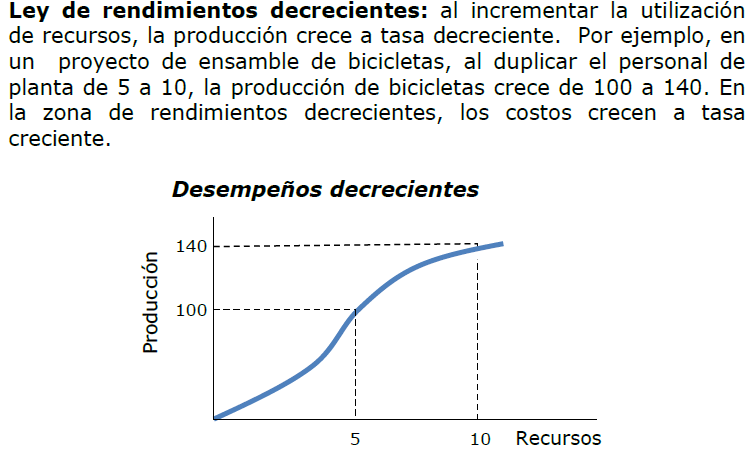 Ley de rendimientos decrecientes: al incrementar la utilización
de recursos, la producción crece a tasa decreciente. Por ejemplo, en
un proyecto de ensamble de bicicletas, al duplicar el personal de
planta de 5 a 10, la producción de bicicletas crece de 100 a 140. En
la zona de rendimientos decrecientes, los costos crecen a tasa
creciente.
Desempeños decrecientes
140
100
Producción
5
10
Recursos